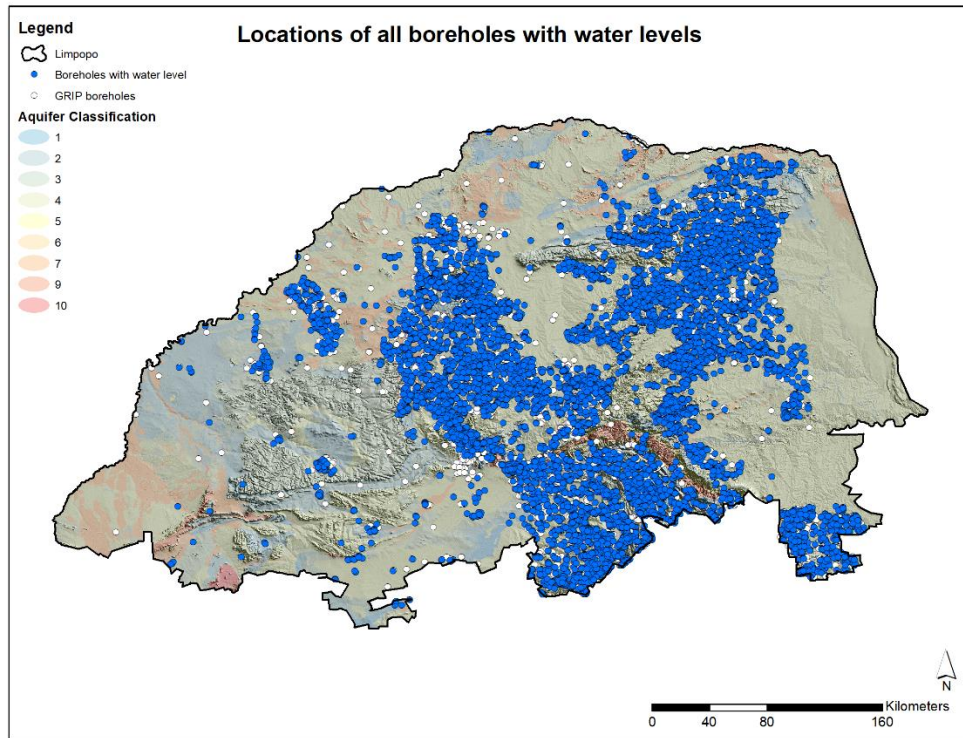 Locations of all boreholes with water levels
Legend
Limpopo
Boreholes with water level
GRIP boreholes
Aquifer Classification
1
2
3
4
5
6
7
9
10
N
Kilometers
0 40 80 160